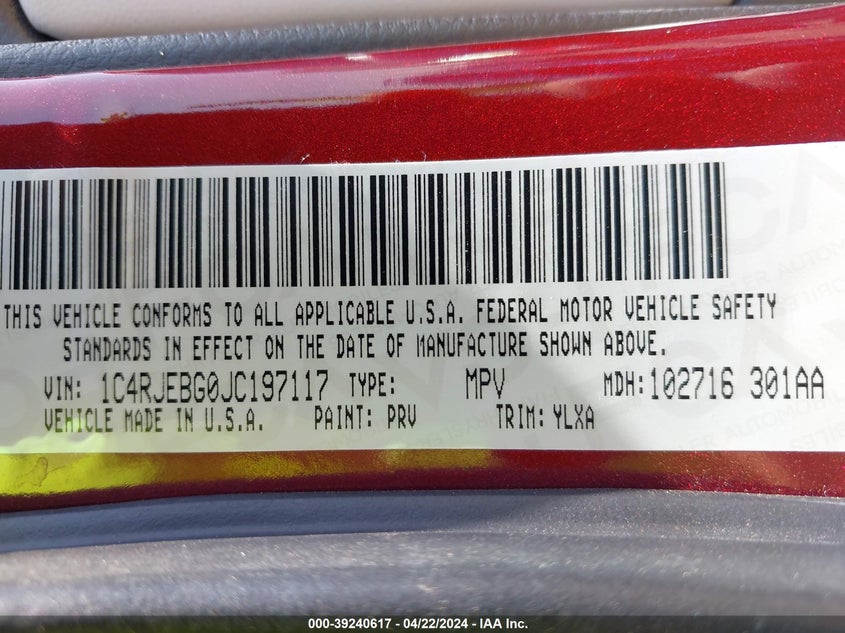 THIS VEHICLE CONFORMS TO ALL APPLICABLE U.S.A. FEDERAL MOTOR VEHICLE SAFETY
STANDARDS IN EFFECT ON THE DATE OF MANUFACTURE SHOWN ABOVE.
VIN: 1C4RJEBG0JC197117 TYPE: MPV MDH:102716 301AA
VEHICLE MADE IN U.S.A. PAINT: PRV TRIM: YLXA
000-39240617 - 04/22/2024 - IAA Inc.